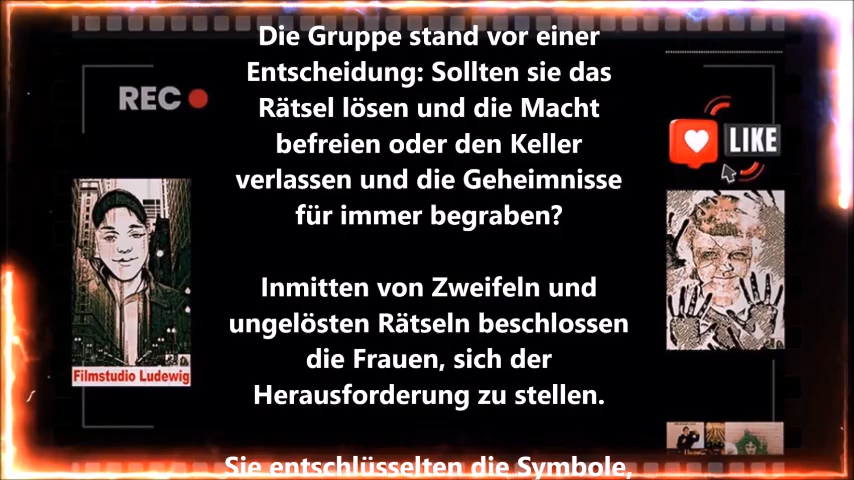 Die Gruppe stand vor einer
Entscheidung: Sollten sie das
Rätsel lösen und die Macht
befreien oder den Keller
verlassen und die Geheimnisse
für immer begraben?
Inmitten von Zweifeln und
ungelösten Rätseln beschlossen
die Frauen, sich der
Herausforderung zu stellen.
Sie entschlüsselten die Symbole,
REC
Filmstudio Ludewig
LIKE